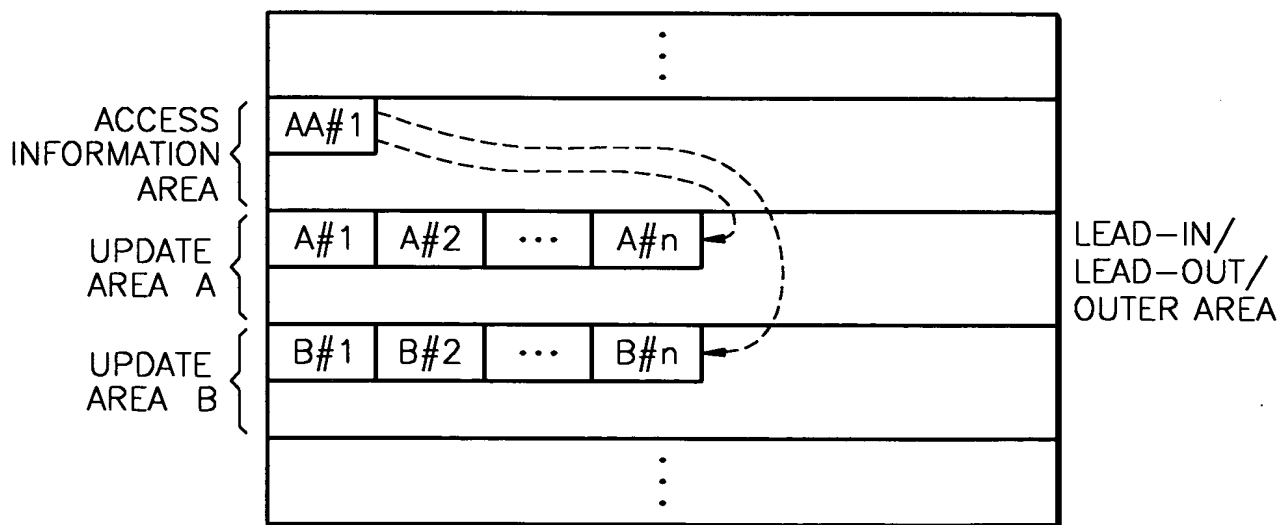 ACCESS
INFORMATION
AREA
AA#1
UPDATE
AREA A
A#1 A#2 ... A#n
LEAD-IN/
LEAD-OUT/
OUTER AREA
UPDATE
AREA B
B#1 B#2 ... B#n